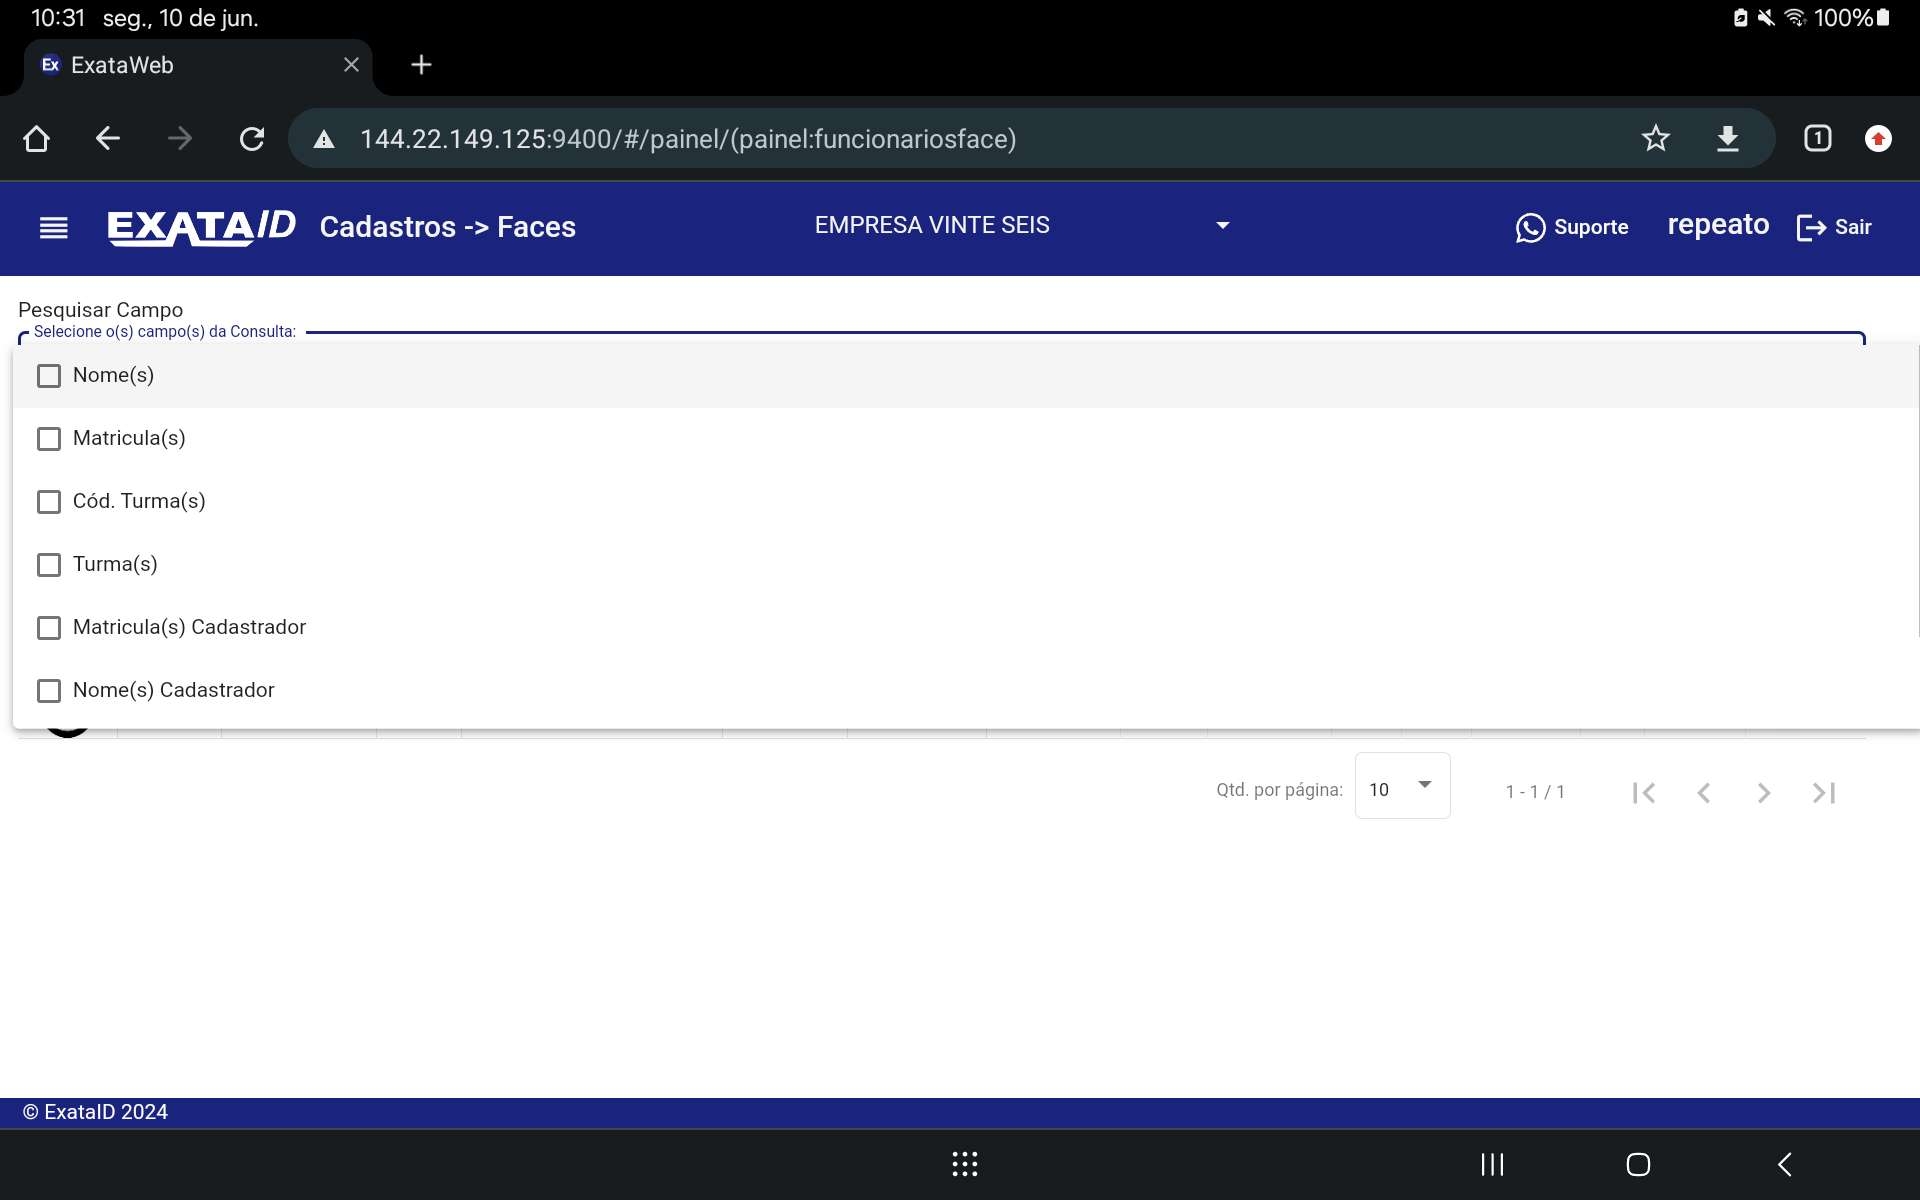 10:31 seg., 10 de jun.
100%
Ex ExataWeb
144.22.149.125:9400/#/painel/(painel:funcionariosface)
1
EXATA/D Cadastros -> Faces
EMPRESA VINTE SEIS
Suporte
repeato
Sair
Pesquisar Campo
Selecione o(s) campo(s) da Consulta:
Nome(s)
Matricula(s)
Cód. Turma(s)
Turma(s)
Matricula(s) Cadastrador
Nome(s) Cadastrador
Qtd. por página: 10 1 - 1 / 1
© ExataID 2024